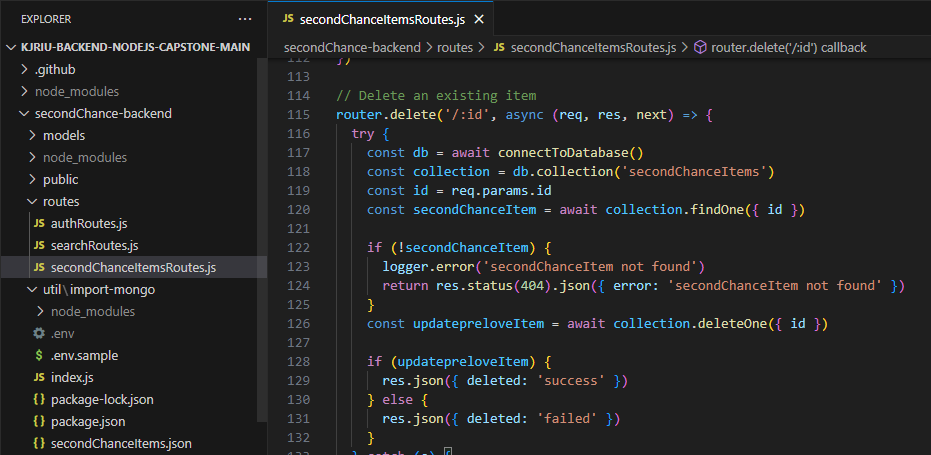 EXPLORER ···
KJRIU-BACKEND-NODEJS-CAPSTONE-MAIN
.github
node_modules
secondChance-backend
models
node_modules
public
routes
JS authRoutes.js
JS searchRoutes.js
JS secondChanceItemsRoutes.js
util\import-mongo
node_modules
.env
$ .env.sample
JS index.js
{} package-lock.json
{} package.json
{} secondChanceItems.json
JS secondChanceItemsRoutes.js ×
secondChance-backend > routes > JS secondChanceItemsRoutes.js > router.delete('/:id') callback
112 })
113
114 // Delete an existing item
115 router.delete('/:id', async (req, res, next) => {
116 try {
117 const db = await connectToDatabase()
118 const collection = db.collection('secondChanceItems')
119 const id = req.params.id
120 const secondChanceItem = await collection.findOne({ id })
121
122 if (!secondChanceItem) {
123 logger.error('secondChanceItem not found')
124 return res.status(404).json({ error: 'secondChanceItem not found' })
125 }
126 const updatepreloveItem = await collection.deleteOne({ id })
127
128 if (updatepreloveItem) {
129 res.json({ deleted: 'success' })
130 } else {
131 res.json({ deleted: 'failed' })
132 }
133 } catch (e) {